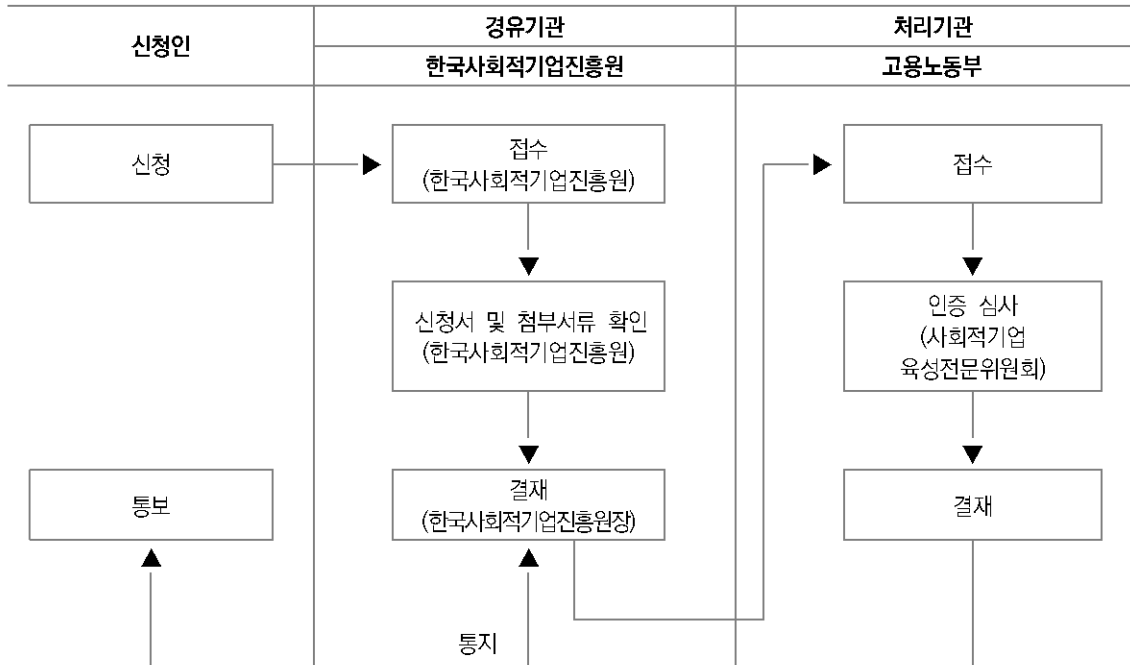 신청인
경유기관
처리기관
한국사회적기업진흥원
고용노동부
신청
접수
(한국사회적기업진흥원)
접수
신청서 및 첨부서류 확인
(한국사회적기업진흥원)
인증 심사
(사회적기업
육성전문위원회)
통보
결재
(한국사회적기업진흥원장)
결재
통지